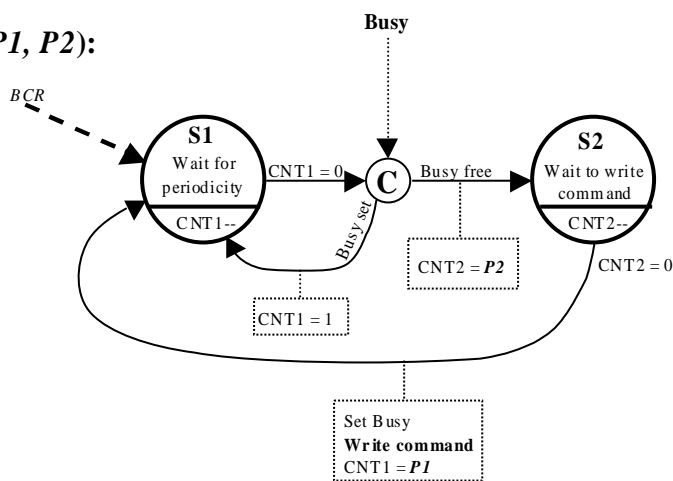 Busy
P1, P2):
BCR
S1
Wait for
periodicity
CNT1--
CNT1 = 0
C
Busy free
S2
Wait to write
command
CNT2--
Busy set
CNT2 = P2
CNT2 = 0
CNT1 = 1
Set Busy
Write command
CNT1 = P1